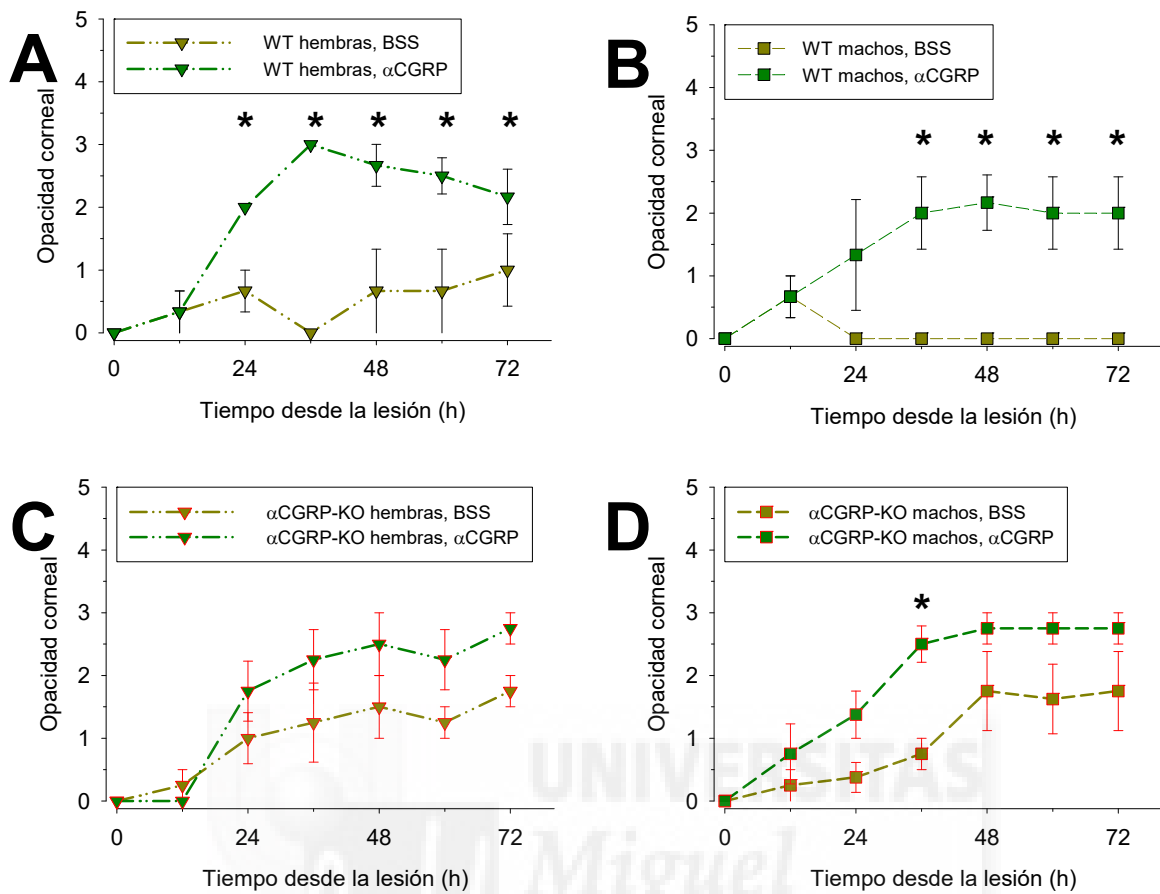 A
WT hembras, BSS
WT hembras, αCGRP
Opacidad corneal
5
4
3
2
1
0
* * * * *
0 24 48 72
Tiempo desde la lesión (h)
B
WT machos, BSS
WT machos, αCGRP
Opacidad corneal
5
4
3
2
1
0
* * * *
0 24 48 72
Tiempo desde la lesión (h)
C
αCGRP-KO hembras, BSS
αCGRP-KO hembras, αCGRP
Opacidad corneal
5
4
3
2
1
0
0 24 48 72
Tiempo desde la lesión (h)
D
αCGRP-KO machos, BSS
αCGRP-KO machos, αCGRP
Opacidad corneal
5
4
3
2
1
0
*
0 24 48 72
Tiempo desde la lesión (h)
UNIVERSITAS
Miguel